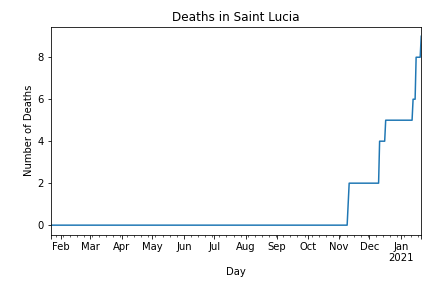 Deaths in Saint Lucia
Number of Deaths
8
6
4
2
0
Feb Mar Apr May Jun Jul Aug Sep Oct Nov Dec Jan
2021
Day